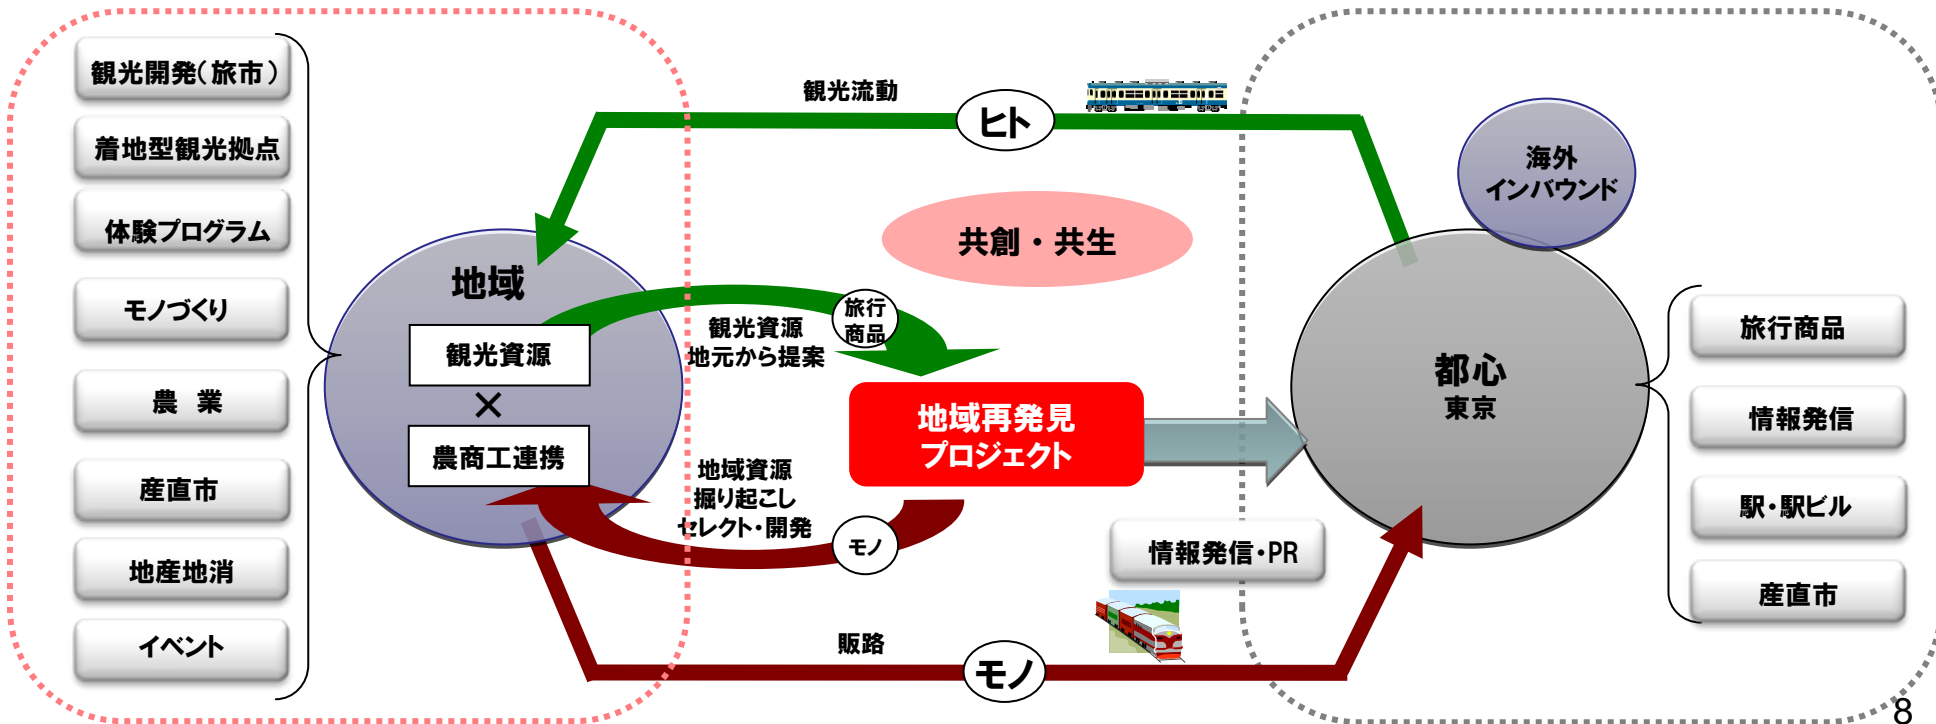 観光開発(旅市)
着地型観光拠点
体験プログラム
モノづくり
農 業
産直市
地産地消
イベント
地域
観光資源
×
農商工連携
観光流動
ヒト
共創・共生
旅行
商品
観光資源
地元から提案
地域再発見
プロジェクト
地域資源
掘り起こし
セレクト・開発
モノ
情報発信・PR
販路
モノ
海外
インバウンド
都心
東京
旅行商品
情報発信
駅・駅ビル
産直市
8